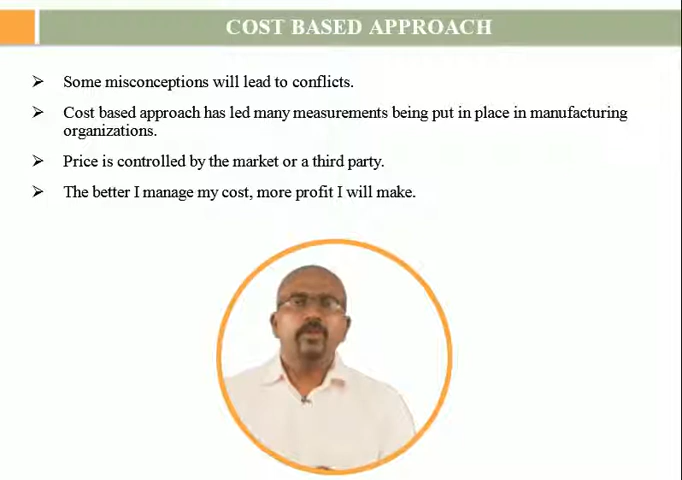 COST BASED APPROACH
Some misconceptions will lead to conflicts.
Cost based approach has led many measurements being put in place in manufacturing
organizations.
Price is controlled by the market or a third party.
The better I manage my cost, more profit I will make.